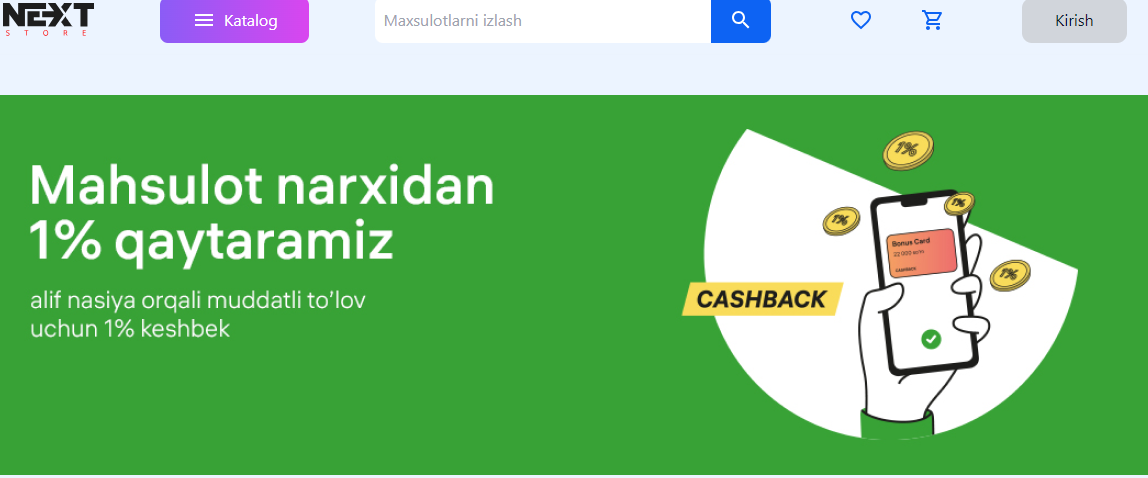 NEXT
STORE
Katalog
Maxsulotlarni izlash
Kirish
Mahsulot narxidan
1% qaytaramiz
alif nasiya orqali muddatli to'lov
uchun 1% keshbek
CASHBACK
1%
1%
1%
1%
Bonus Card
22 000 so'm
CASHBACK